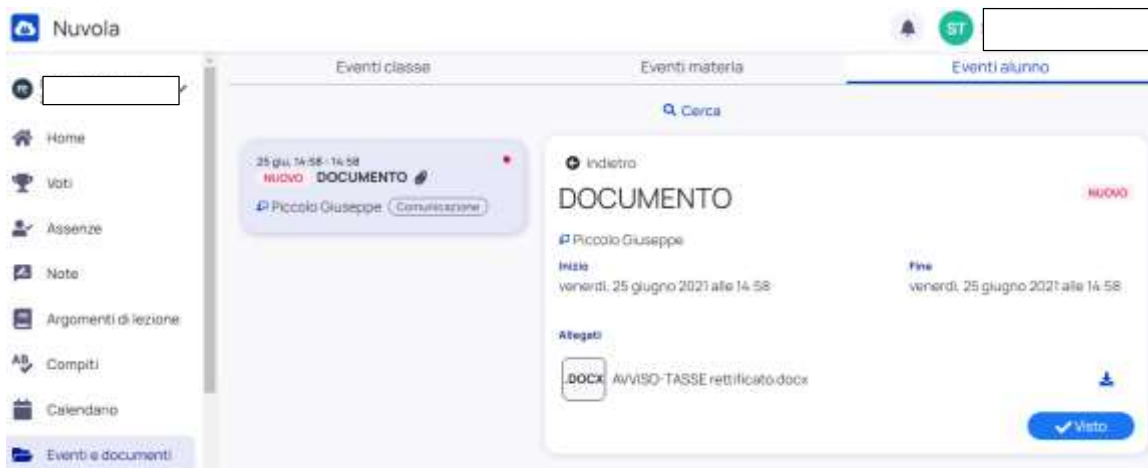 Nuvola
ST
Eventi classe
Eventi materia
Eventi alunno
Cerca
Home
Voti
Assenze
Note
Argomenti di lezione
Compiti
Calendario
Eventi e documenti
25 giu, 14:58 - 14:58
NUOVO DOCUMENTO
Piccolo Giuseppe Comunicazione
Indietro
DOCUMENTO
NUOVO
Piccolo Giuseppe
Inizio
venerdì, 25 giugno 2021 alle 14:58
Fine
venerdì, 25 giugno 2021 alle 14:58
Allegati
.DOCX AVVISO-TASSE rettificato.docx
Visto